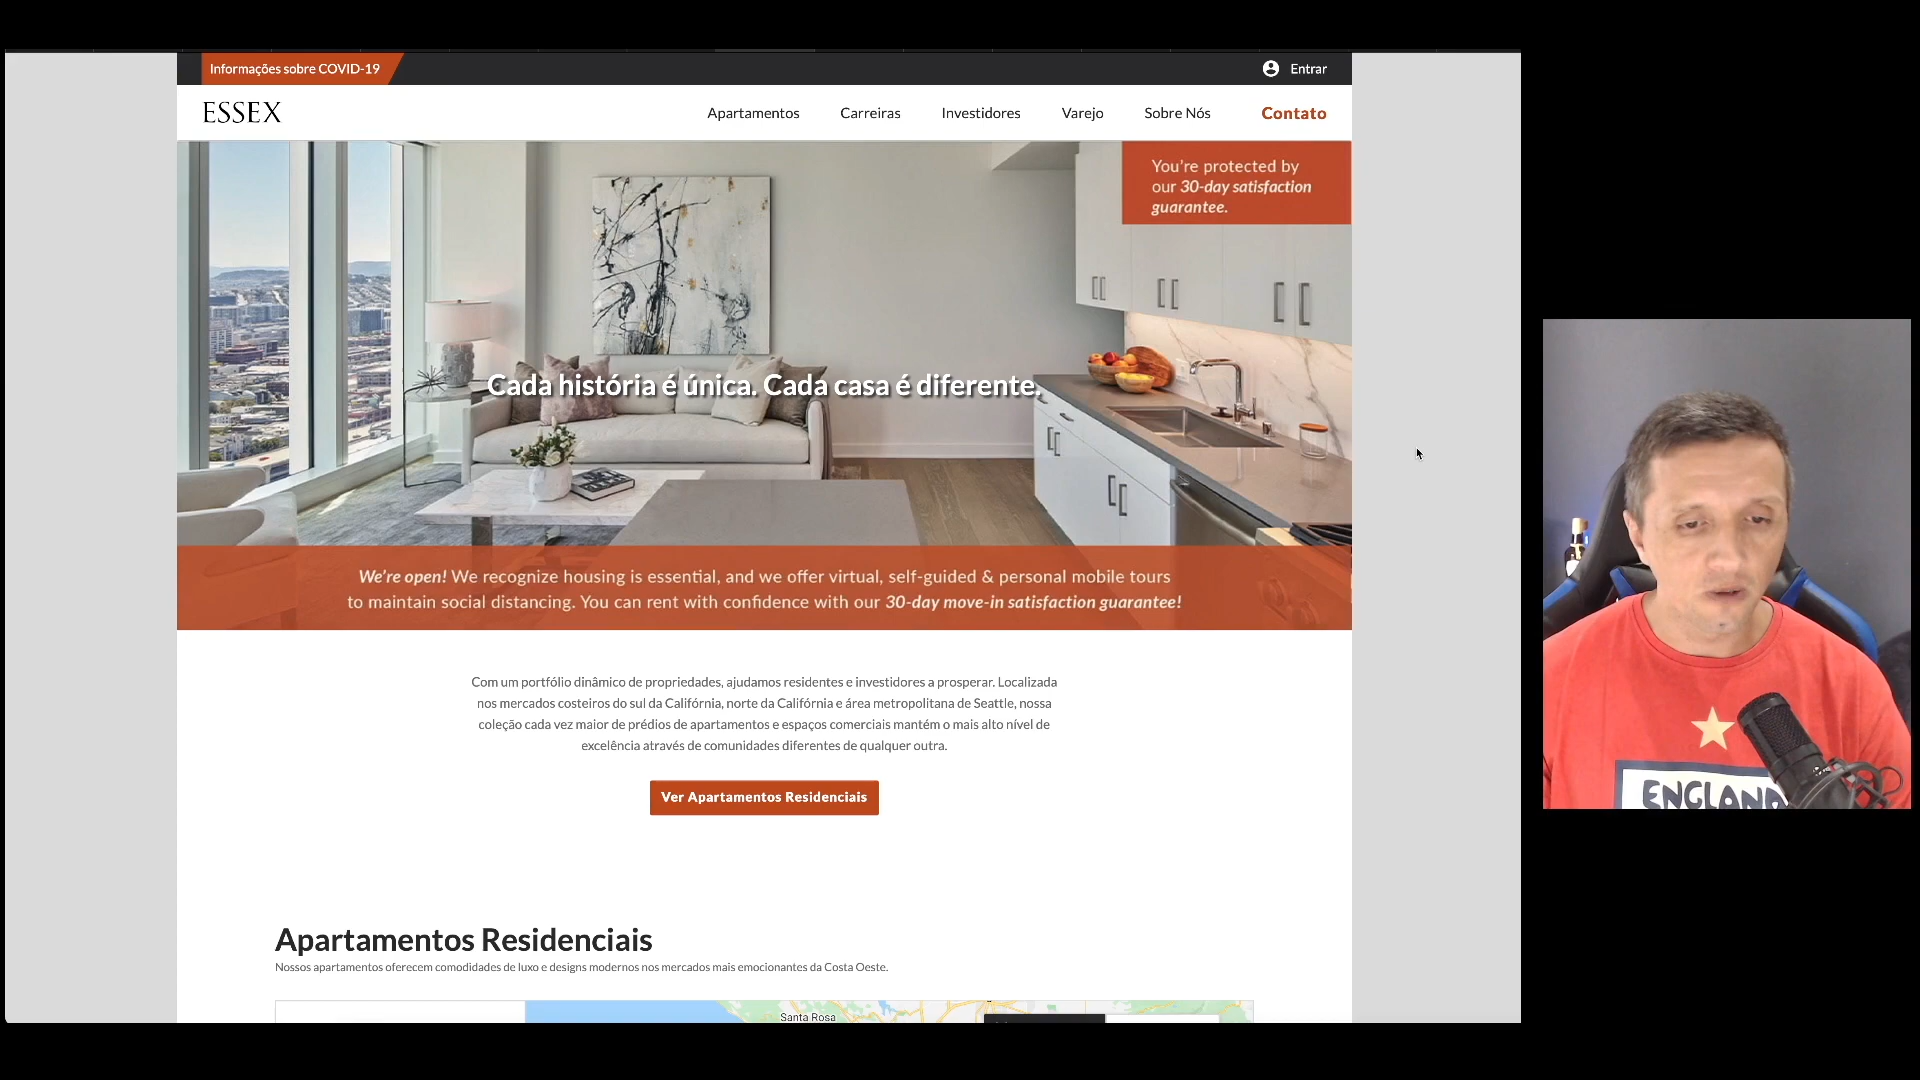 Informações sobre COVID-19
Entrar
ESSEX
Apartamentos
Carreiras
Investidores
Varejo
Sobre Nós
Contato
You're protected by
our 30-day satisfaction
guarantee.
Cada história é única. Cada casa é diferente.
We're open! We recognize housing is essential, and we offer virtual, self-guided & personal mobile tours
to maintain social distancing. You can rent with confidence with our 30-day move-in satisfaction guarantee!
Com um portfólio dinâmico de propriedades, ajudamos residentes e investidores a prosperar. Localizada
nos mercados costeiros do sul da Califórnia, norte da Califórnia e área metropolitana de Seattle, nossa
coleção cada vez maior de prédios de apartamentos e espaços comerciais mantém o mais alto nível de
excelência através de comunidades diferentes de qualquer outra.
Ver Apartamentos Residenciais
Apartamentos Residenciais
Nossos apartamentos oferecem comodidades de luxo e designs modernos nos mercados mais emocionantes da Costa Oeste.
Santa Rosa
ENGLAND